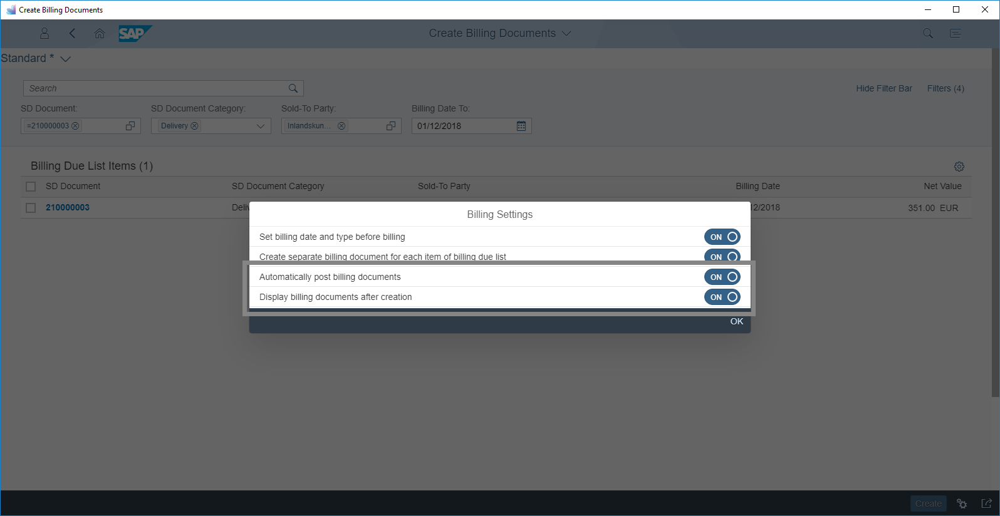 Create Billing Documents
SAP
Create Billing Documents
Standard *
Search
Hide Filter Bar
Filters (4)
SD Document:
SD Document Category:
Sold-To Party:
Billing Date To:
=210000003
Delivery
Inlandskun...
01/12/2018
Billing Due List Items (1)
SD Document
SD Document Category
Sold-To Party
Billing Date
Net Value
210000003
12/2018
351.00 EUR
Billing Settings
Set billing date and type before billing
ON
Create separate billing document for each item of billing due list
ON
Automatically post billing documents
ON
Display billing documents after creation
ON
OK
Create